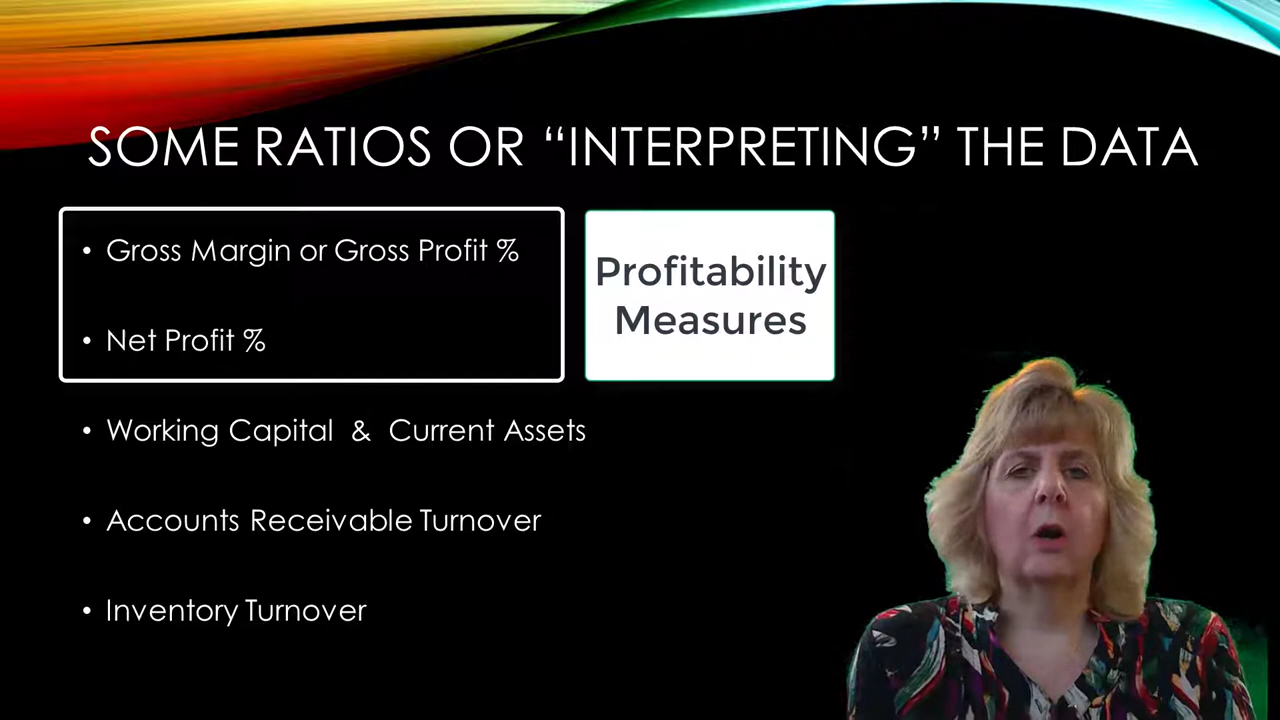 SOME RATIOS OR “INTERPRETING” THE DATA
• Gross Margin or Gross Profit %
• Net Profit %
Profitability
Measures
• Working Capital & Current Assets
• Accounts Receivable Turnover
• Inventory Turnover